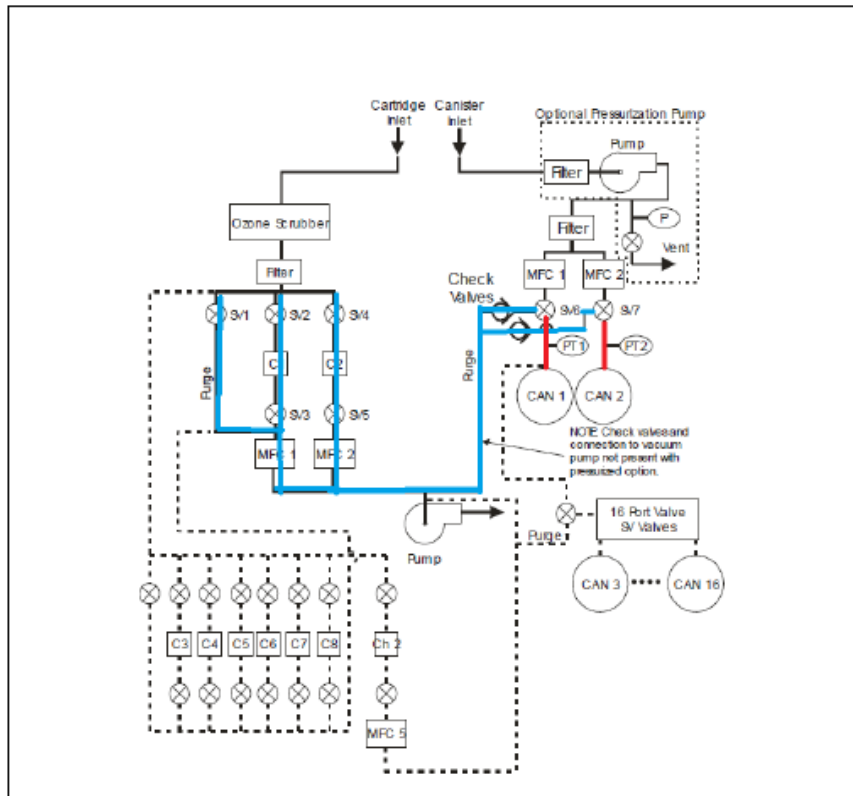 Cartridge
Inlet
Canister
Inlet
Optional Pressurization Pump
Pump
Filter
P
Vent
Ozone Scrubber
Filter
Filter
MFC 1
MFC 2
Check
Valves
SV1
SV2
SV4
SV6
SV7
PT1
PT2
C2
Purge
Purge
CAN 1
CAN 2
SV3
SV5
MFC 1
MFC 2
NOTE: Check valves and
connection to vacuum
pump not present with
pressurized option.
Pump
Purge
16 Port Valve
SV Valves
CAN 3
CAN 16
C3
C4
C5
C6
C7
C8
Ch 2
MFC 5